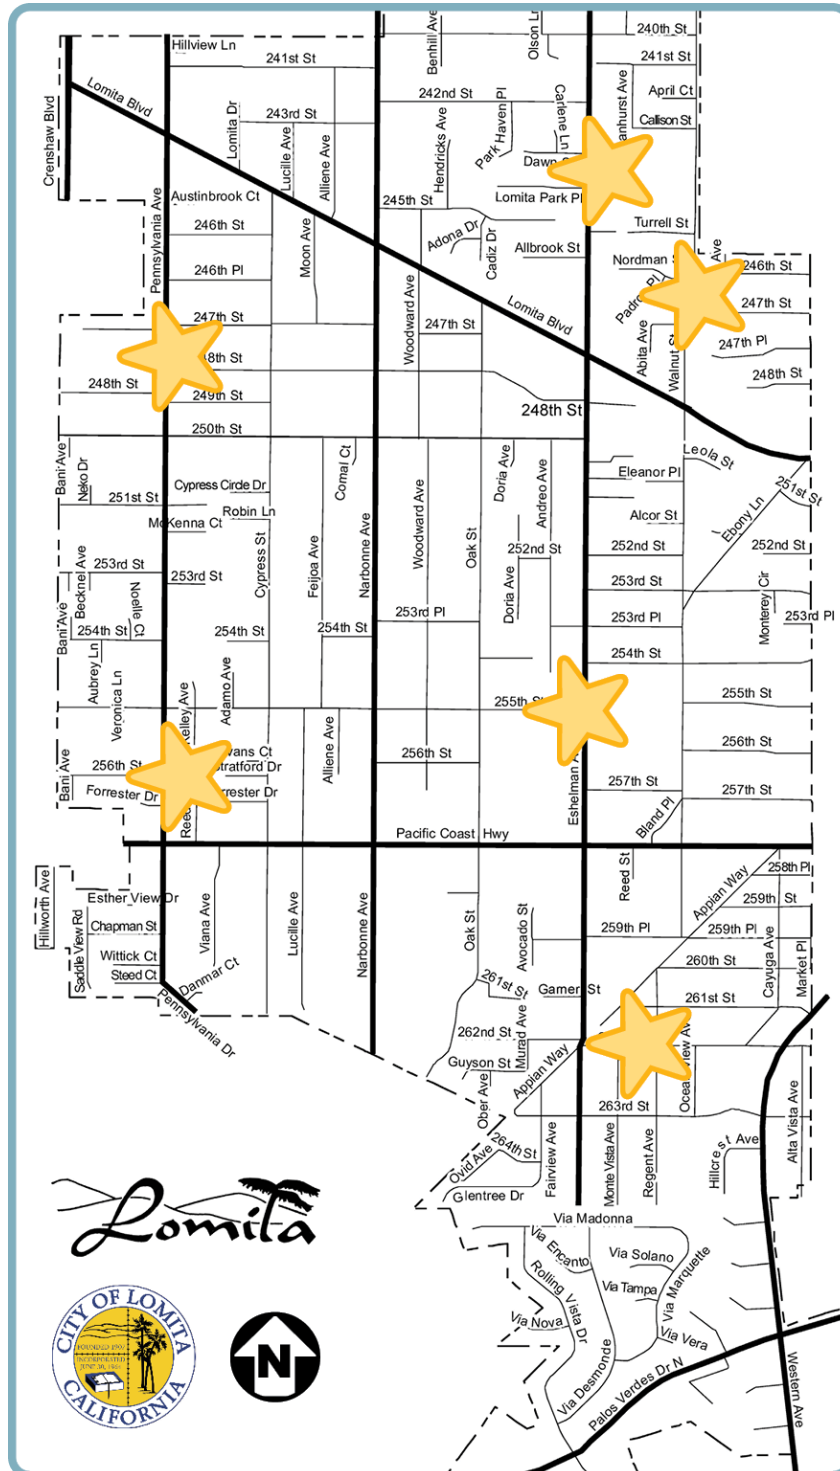 Hillview Ln
241st St
Benhill Ave
Olson Ln
240th St
241st St
Crenshaw Blvd
Lomita Blvd
Lomita Dr
243rd St
Lucille Ave
Alliene Ave
242nd St
Hendricks Ave
Park Haven Pl
Carlene Ln
April Ct
Callison St
Pennsylvania Ave
Austinbrook Ct
245th St
Lomita Park Pl
246th St
Moon Ave
Adona Dr
Cadiz Dr
Allbrook St
Turrell St
Ave
246th Pl
Nordman
246th St
247th St
Woodward Ave
247th St
Lomita Blvd
247th St
Abita Ave
Walnut St
247th Pl
248th St
248th St
249th St
248th St
250th St
Bani Ave
Neko Dr
Cypress Circle Dr
Comal Ct
Doria Ave
Eleanor Pl
Leola St
251st St
251st St
McKenna Ct
Robin Ln
Woodward Ave
Oak St
Andreo Ave
Alcor St
Ebony Ln
Cypress St
Feijoa Ave
Narbonne Ave
252nd St
252nd St
252nd St
253rd St
Beckner Ave
253rd St
Doria Ave
253rd St
Monterey Cir
Bani Ave
Noelle Ct
253rd Pl
253rd Pl
253rd Pl
254th St
254th St
254th St
254th St
Aubrey Ln
Veronica Ln
Kelley Ave
Adamo Ave
255th St
255th St
Alliene Ave
256th St
256th St
Bani Ave
256th St
Stratford Dr
Eshelman
257th St
257th St
Forrester Dr
Bland Pl
Pacific Coast Hwy
Hillworth Ave
Esther View Dr
Saddle View Rd
Chapman St
Viana Ave
Lucille Ave
Narbonne Ave
Oak St
Avocado St
Reed St
Appian Way
258th Pl
259th St
259th Pl
259th Pl
Wittick Ct
Steed Ct
Danmar Ct
Pennsylvania Dr
260th St
Cayuga Ave
Market Pl
261st St
Garner St
261st St
262nd St
Murad Ave
Guyson St
Appian Way
Ober Ave
263rd St
Alta Vista Ave
264th St
Ovid Ave
Glentree Dr
Fairview Ave
Monte Vista Ave
Regent Ave
Hillcrest Ave
Lomita
Via Madonna
Via Encanto
Via Solano
Rolling Vista Dr
Via Tampa
Via Marquette
Via Nova
Via Vera
Via Desmonde
Palos Verdes Dr N
Western Ave
CITY OF LOMITA
FOUNDED 1907
INCORPORATED
JUNE 30, 1964
CALIFORNIA
N